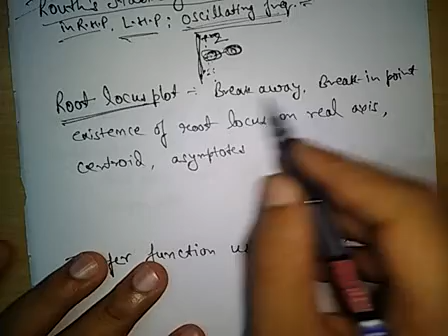 in R.H.P, L.H.P; Oscillating freq.
Root locus plot - Break away, Break-in point
existence of root locus on real axis,
centroid, asymptotes
function